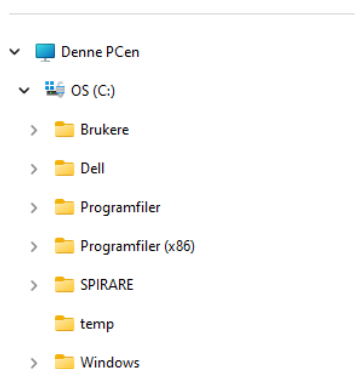 Denne PCen
OS (C:)
Brukere
Dell
Programfiler
Programfiler (x86)
SPIRARE
temp
Windows